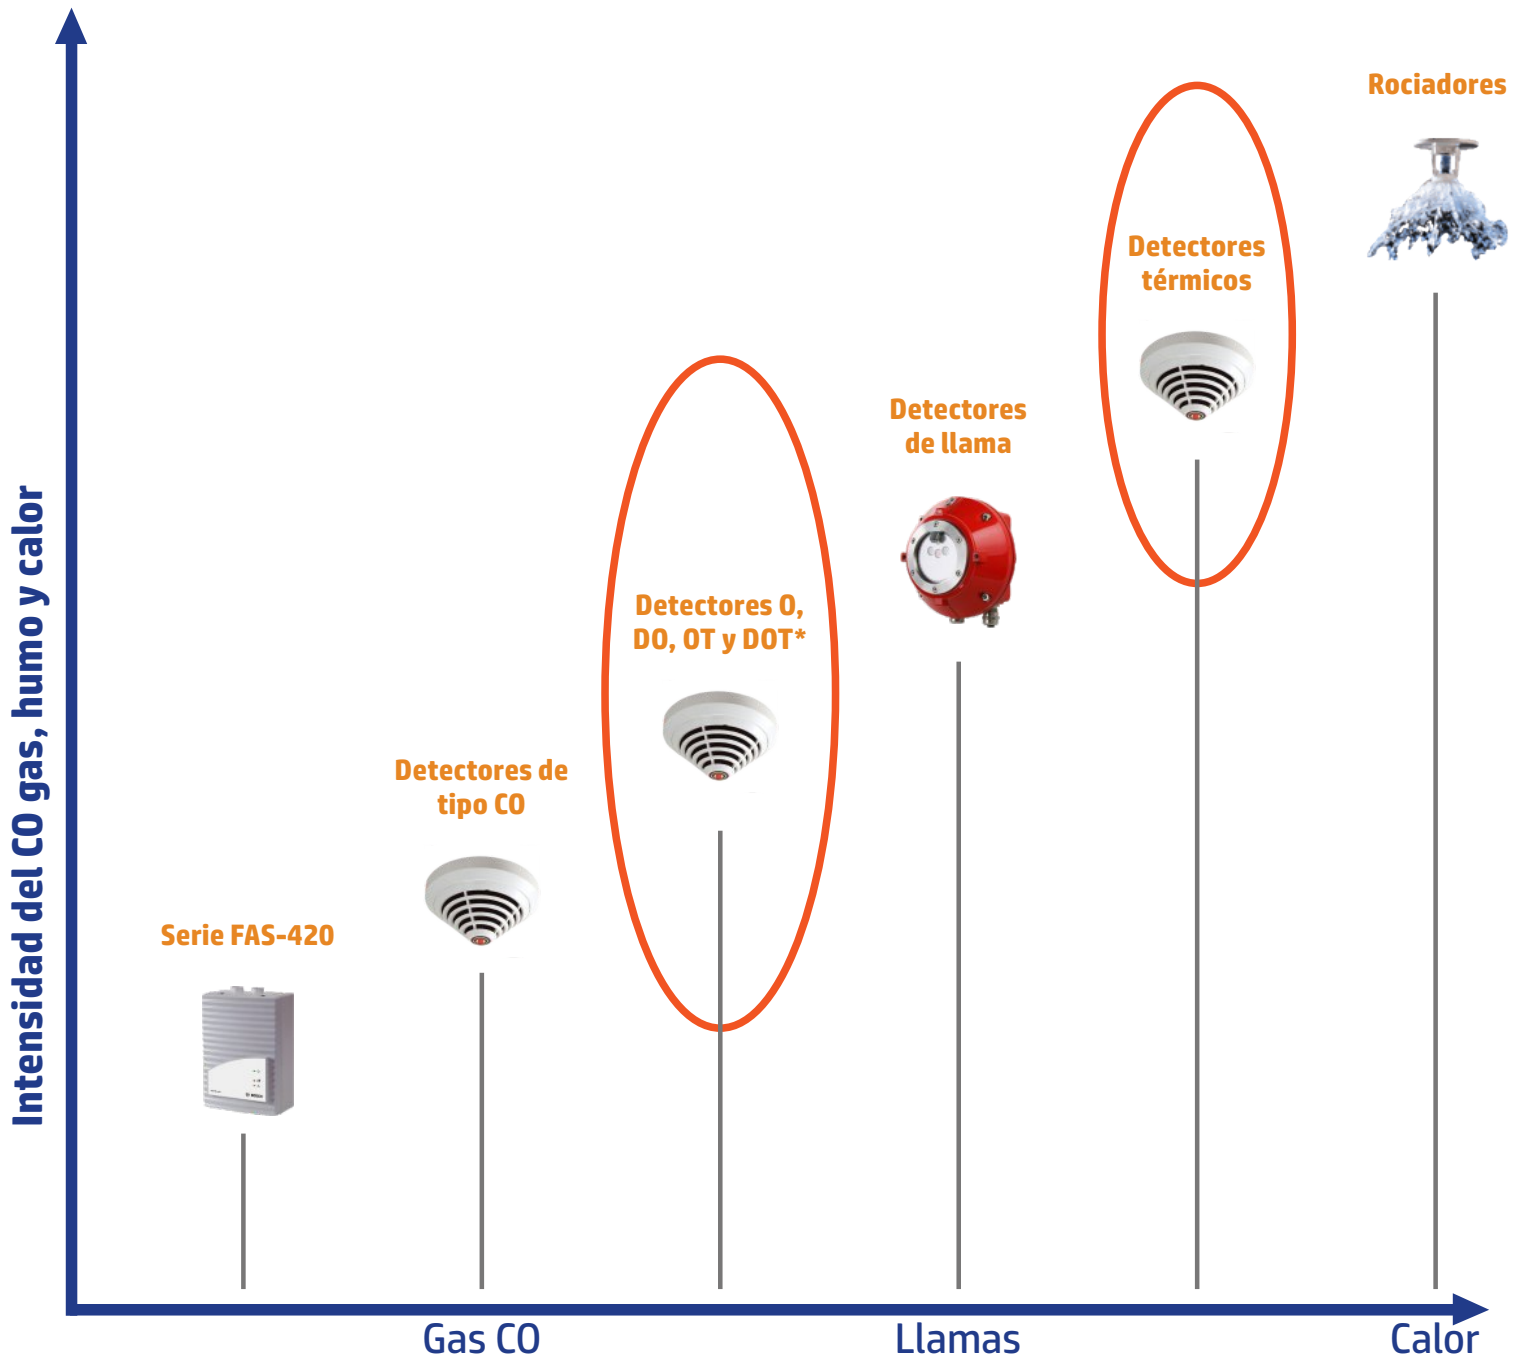 Rociadores
Detectores
térmicos
Detectores
de llama
Detectores O,
DO, OT y DOT*
Detectores de
tipo CO
Serie FAS-420
Intensidad del CO gas, humo y calor
Gas CO
Llamas
Calor